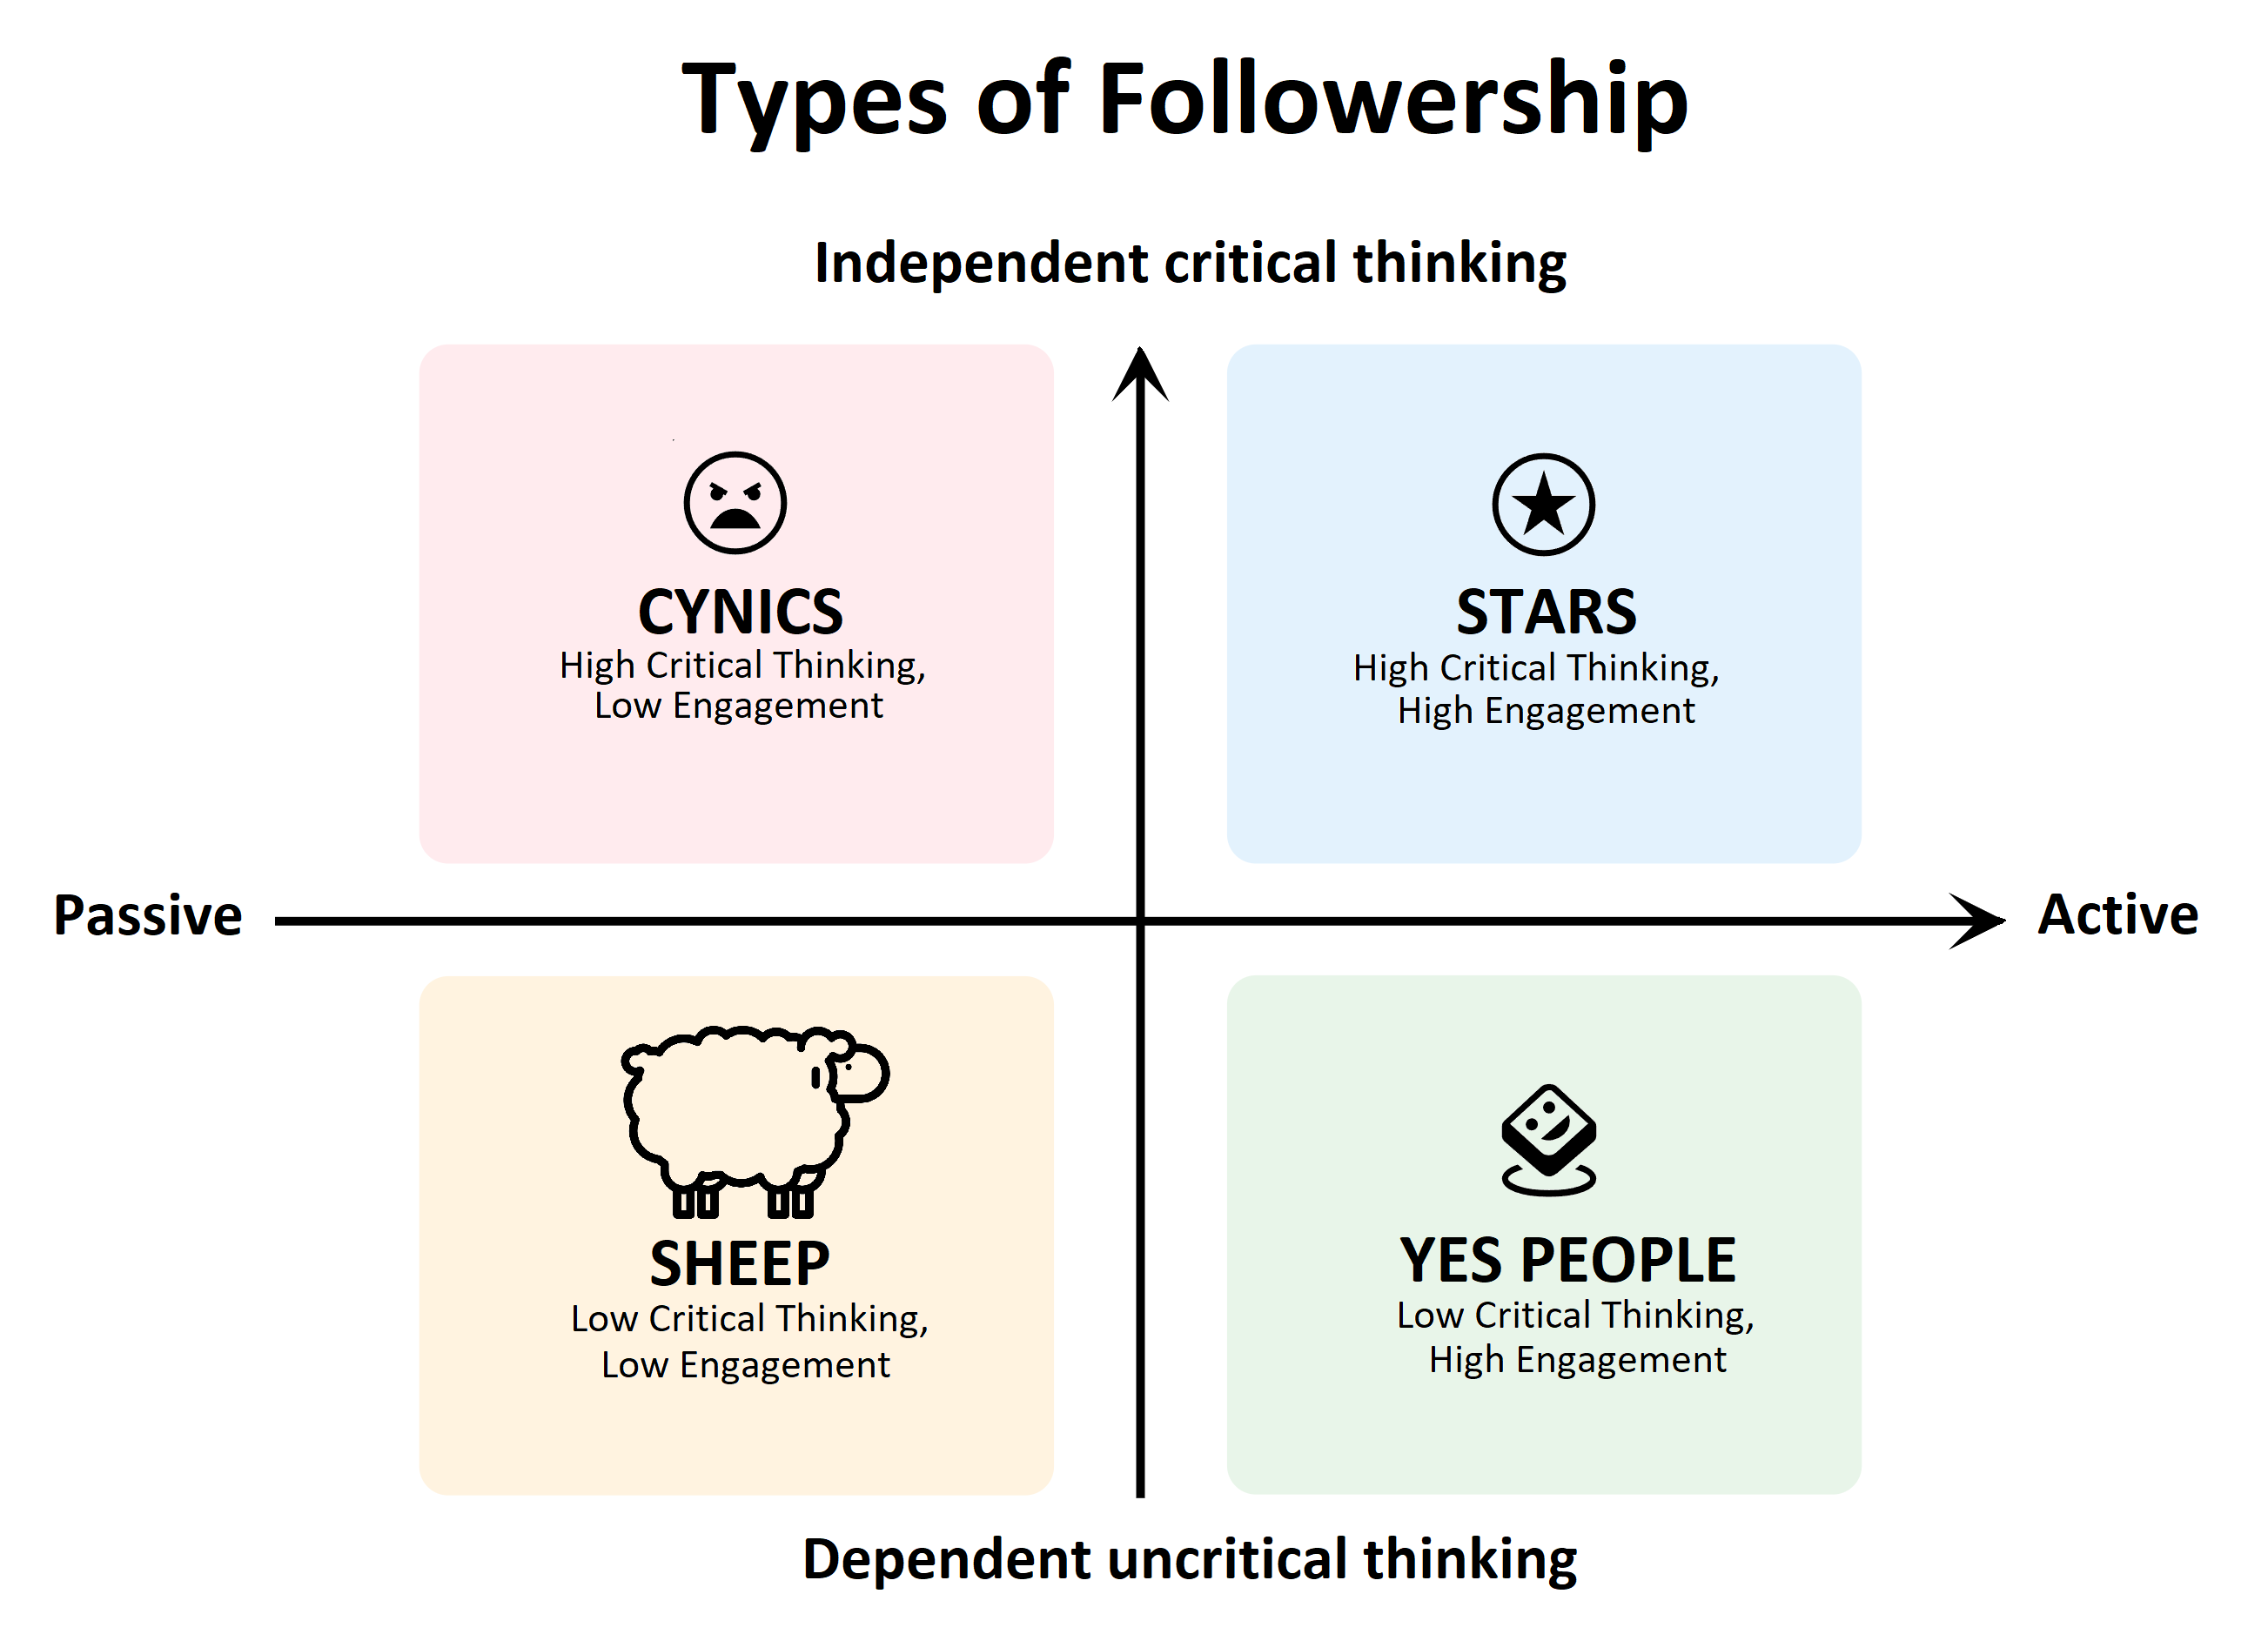 Types of Followership
Independent critical thinking
CYNICS
High Critical Thinking,
Low Engagement
STARS
High Critical Thinking,
High Engagement
Passive
Active
SHEEP
Low Critical Thinking,
Low Engagement
YES PEOPLE
Low Critical Thinking,
High Engagement
Dependent uncritical thinking